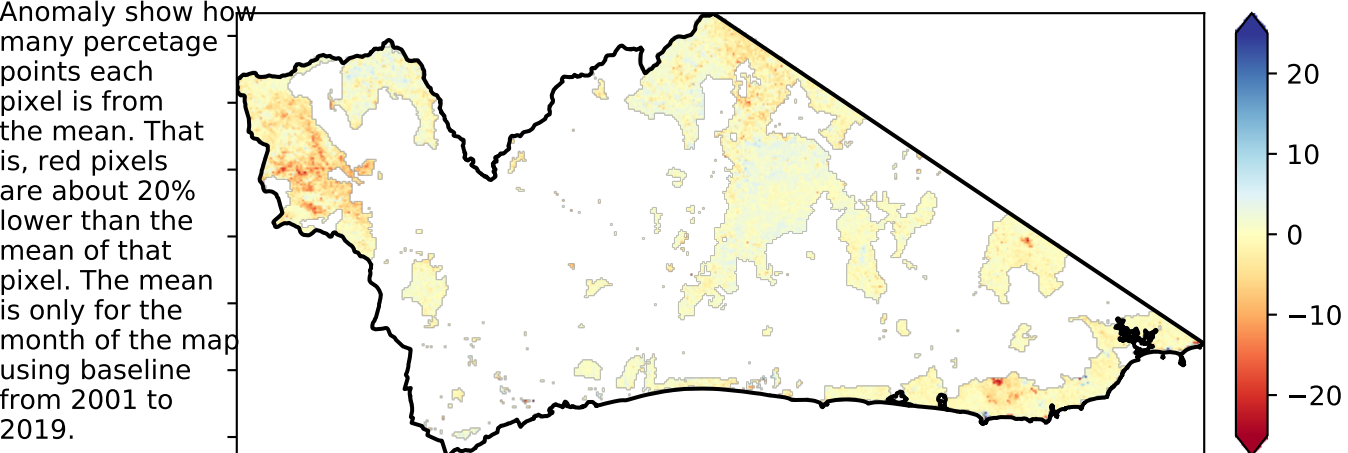 Anomaly show how
many percetage
points each
pixel is from
the mean. That
is, red pixels
are about 20%
lower than the
mean of that
pixel. The mean
is only for the
month of the map
using baseline
from 2001 to
2019.
20
10
0
−10
−20